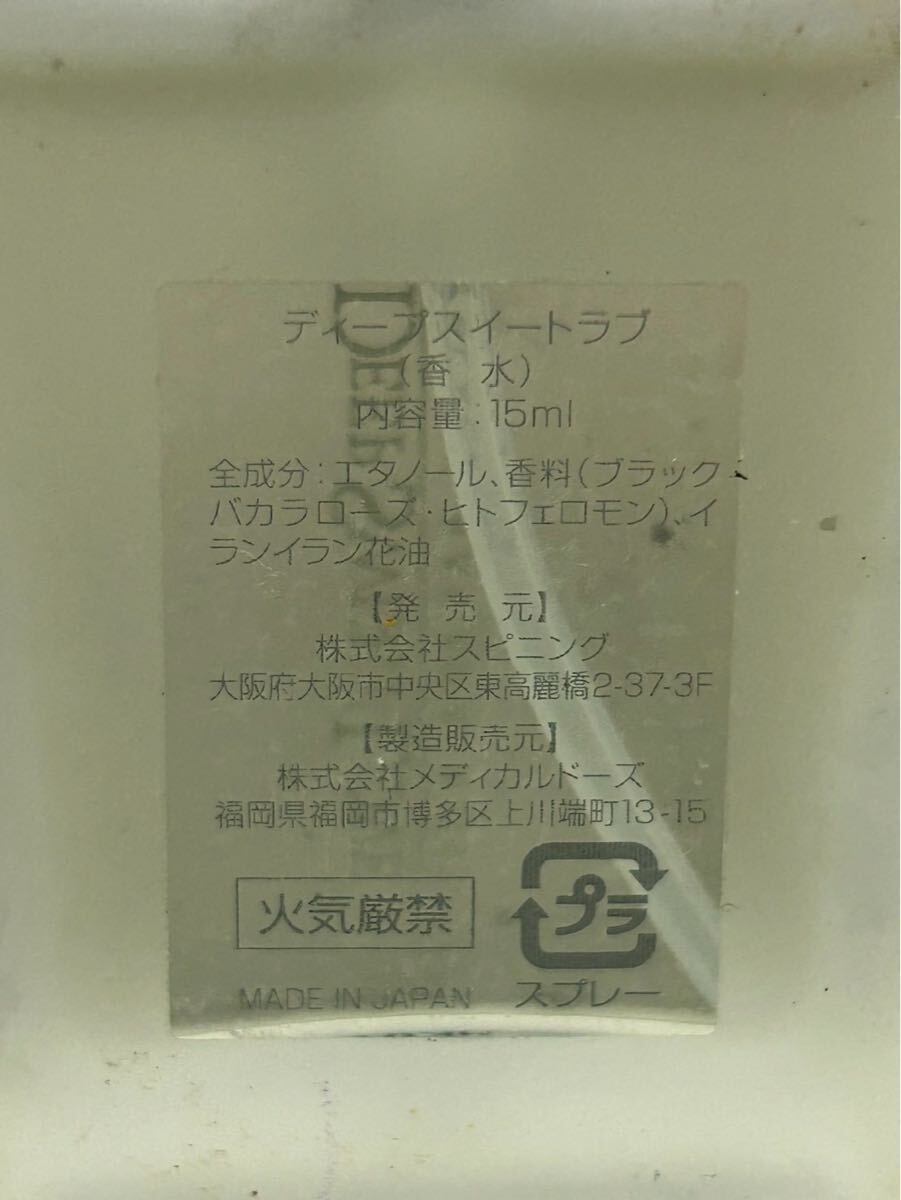 ディープスイートラブ
(香 水)
内容量:15ml
全成分:エタノール、香料(ブラック
バカラローズ・ヒトフェロモン)、イ
ランイラン花油
【発 売 元】
株式会社スピニング
大阪府大阪市中央区東高麗橋2-37-3F
【製造販売元】
株式会社メディカルドーズ
福岡県福岡市博多区上川端町13-15
火気厳禁
プラ
MADE IN JAPAN
スプレー
DEEP